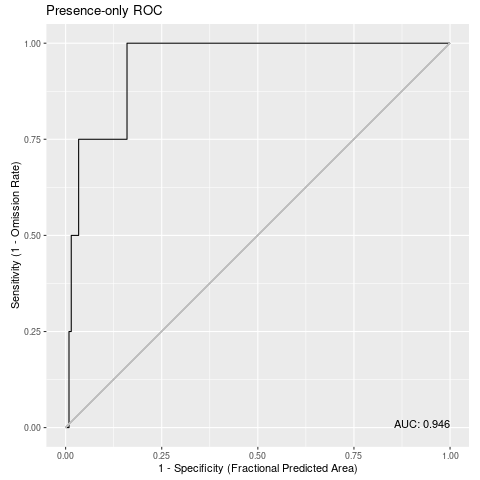 Presence-only ROC
Sensitivity (1 - Omission Rate)
1.00
0.75
0.50
0.25
0.00
AUC: 0.946
0.00 0.25 0.50 0.75 1.00
1 - Specificity (Fractional Predicted Area)